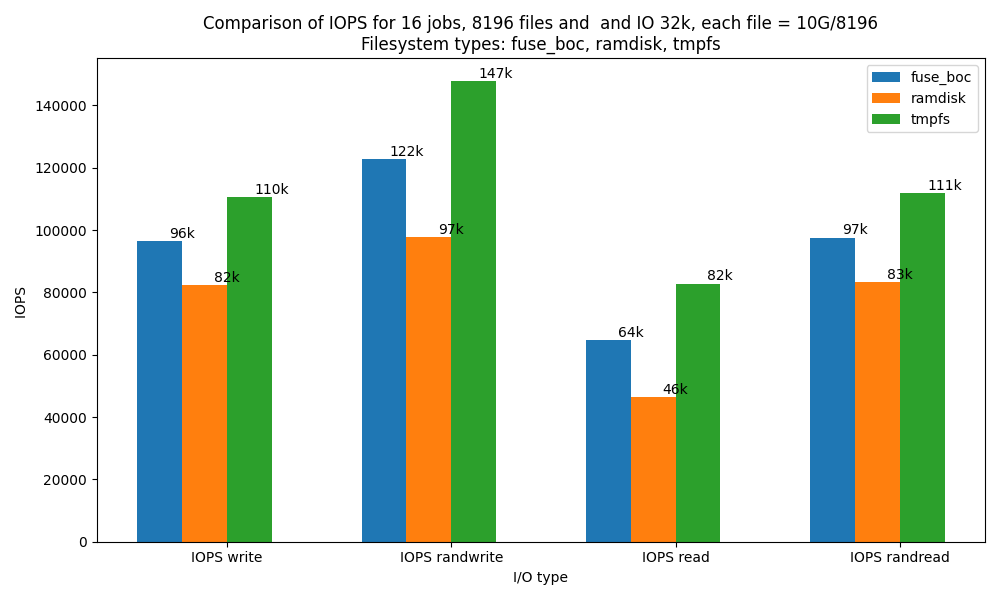 Comparison of IOPS for 16 jobs, 8196 files and  and IO 32k, each file = 10G/8196
Filesystem types: fuse_boc, ramdisk, tmpfs
fuse_boc
ramdisk
tmpfs
IOPS
140000
120000
100000
80000
60000
40000
20000
0
96k
82k
110k
122k
97k
147k
64k
46k
82k
97k
83k
111k
IOPS write
IOPS randwrite
IOPS read
IOPS randread
I/O type